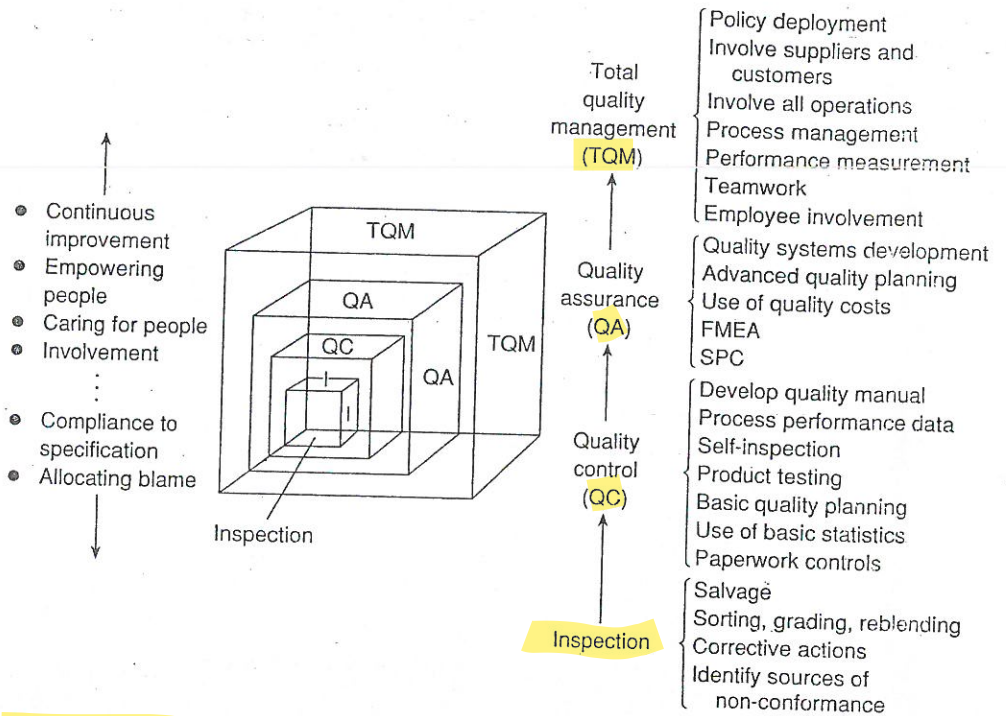 Continuous
improvement
Empowering
people
Caring for people
Involvement
Compliance to
specification
Allocating blame
TQM
QA
QC
I
I
QA
TQM
Inspection
Total
quality
management
(TQM)
Quality
assurance
(QA)
Quality
control
(QC)
Inspection
Policy deployment
Involve suppliers and
customers
Involve all operations
Process management
Performance measurement
Teamwork
Employee involvement
Quality systems development
Advanced quality planning
Use of quality costs
FMEA
SPC
Develop quality manual
Process performance data
Self-inspection
Product testing
Basic quality planning
Use of basic statistics
Paperwork controls
Salvage
Sorting, grading, reblending
Corrective actions
Identify sources of
non-conformance